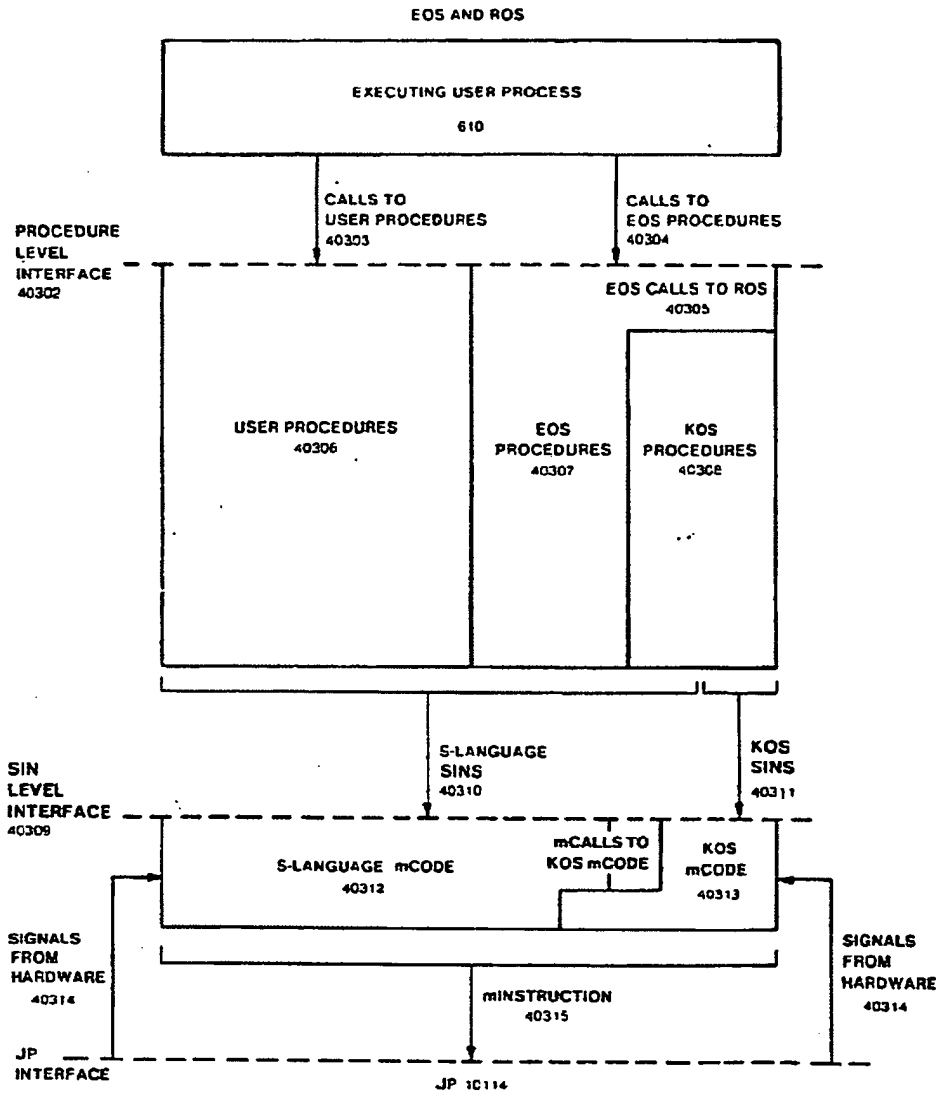 EOS AND ROS
EXECUTING USER PROCESS
610
CALLS TO
USER PROCEDURES
40303
CALLS TO
EOS PROCEDURES
40304
PROCEDURE
LEVEL
INTERFACE
40302
EOS CALLS TO ROS
40305
USER PROCEDURES
40306
EOS
PROCEDURES
40307
KOS
PROCEDURES
40308
S-LANGUAGE
SINS
40310
KOS
SINS
40311
SIN
LEVEL
INTERFACE
40309
S-LANGUAGE mCODE
40312
mCALLS TO
KOS mCODE
KOS
mCODE
40313
SIGNALS
FROM
HARDWARE
40314
mINSTRUCTION
40315
SIGNALS
FROM
HARDWARE
40314
JP
INTERFACE
JP 10114